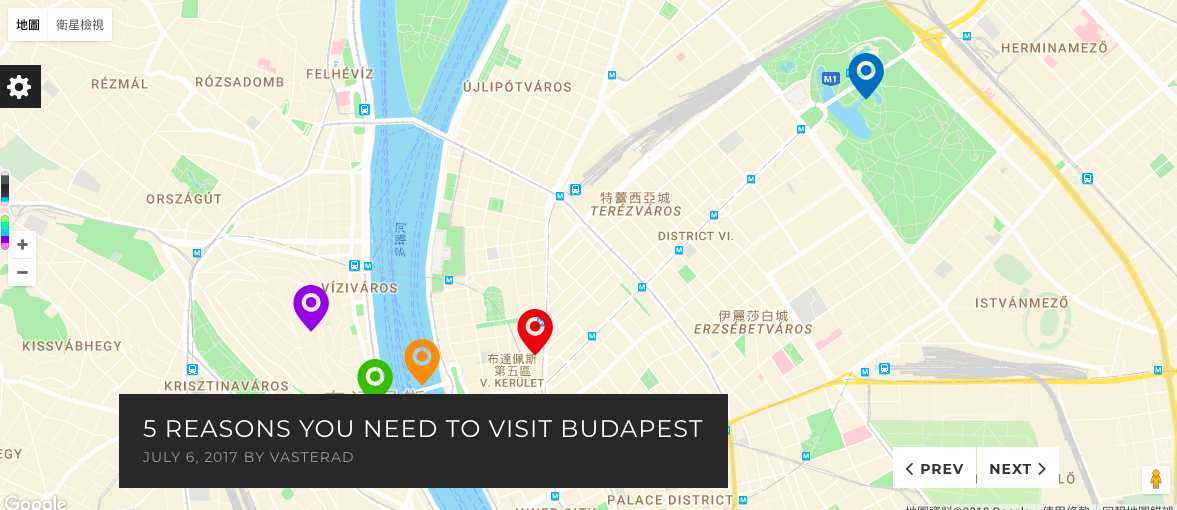 地圖 衛星檢視
HERMINAMEZŐ
FELHÉVÍZ
RÉZMÁL
RÓZSADOMB
ÚJLIPÓTVÁROS
M1
ORSZÁGÚT
特蕾西亞城
TERÉZVÁROS
DISTRICT VI.
多瑙河
VÍZIVÁROS
ISTVÁNMEZŐ
伊麗莎白城
ERZSÉBETVÁROS
KISSVÁBHEGY
布達佩斯
第五區
V. KERÜLET
KRISZTINAVÁROS
5 REASONS YOU NEED TO VISIT BUDAPEST
JULY 6, 2017 BY VASTERAD
PREV
NEXT
PALACE DISTRICT
INNER CITY
Google